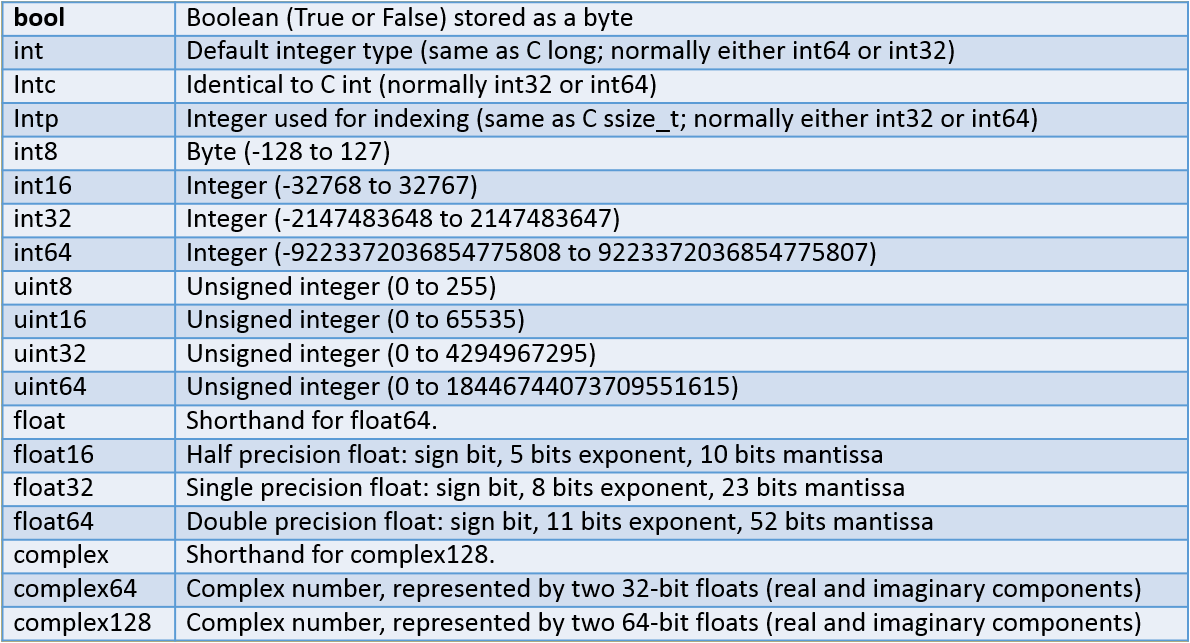 bool Boolean (True or False) stored as a byte
int Default integer type (same as C long; normally either int64 or int32)
Intc Identical to C int (normally int32 or int64)
Intp Integer used for indexing (same as C ssize_t; normally either int32 or int64)
int8 Byte (-128 to 127)
int16 Integer (-32768 to 32767)
int32 Integer (-2147483648 to 2147483647)
int64 Integer (-9223372036854775808 to 9223372036854775807)
uint8 Unsigned integer (0 to 255)
uint16 Unsigned integer (0 to 65535)
uint32 Unsigned integer (0 to 4294967295)
uint64 Unsigned integer (0 to 18446744073709551615)
float Shorthand for float64.
float16 Half precision float: sign bit, 5 bits exponent, 10 bits mantissa
float32 Single precision float: sign bit, 8 bits exponent, 23 bits mantissa
float64 Double precision float: sign bit, 11 bits exponent, 52 bits mantissa
complex Shorthand for complex128.
complex64 Complex number, represented by two 32-bit floats (real and imaginary components)
complex128 Complex number, represented by two 64-bit floats (real and imaginary components)